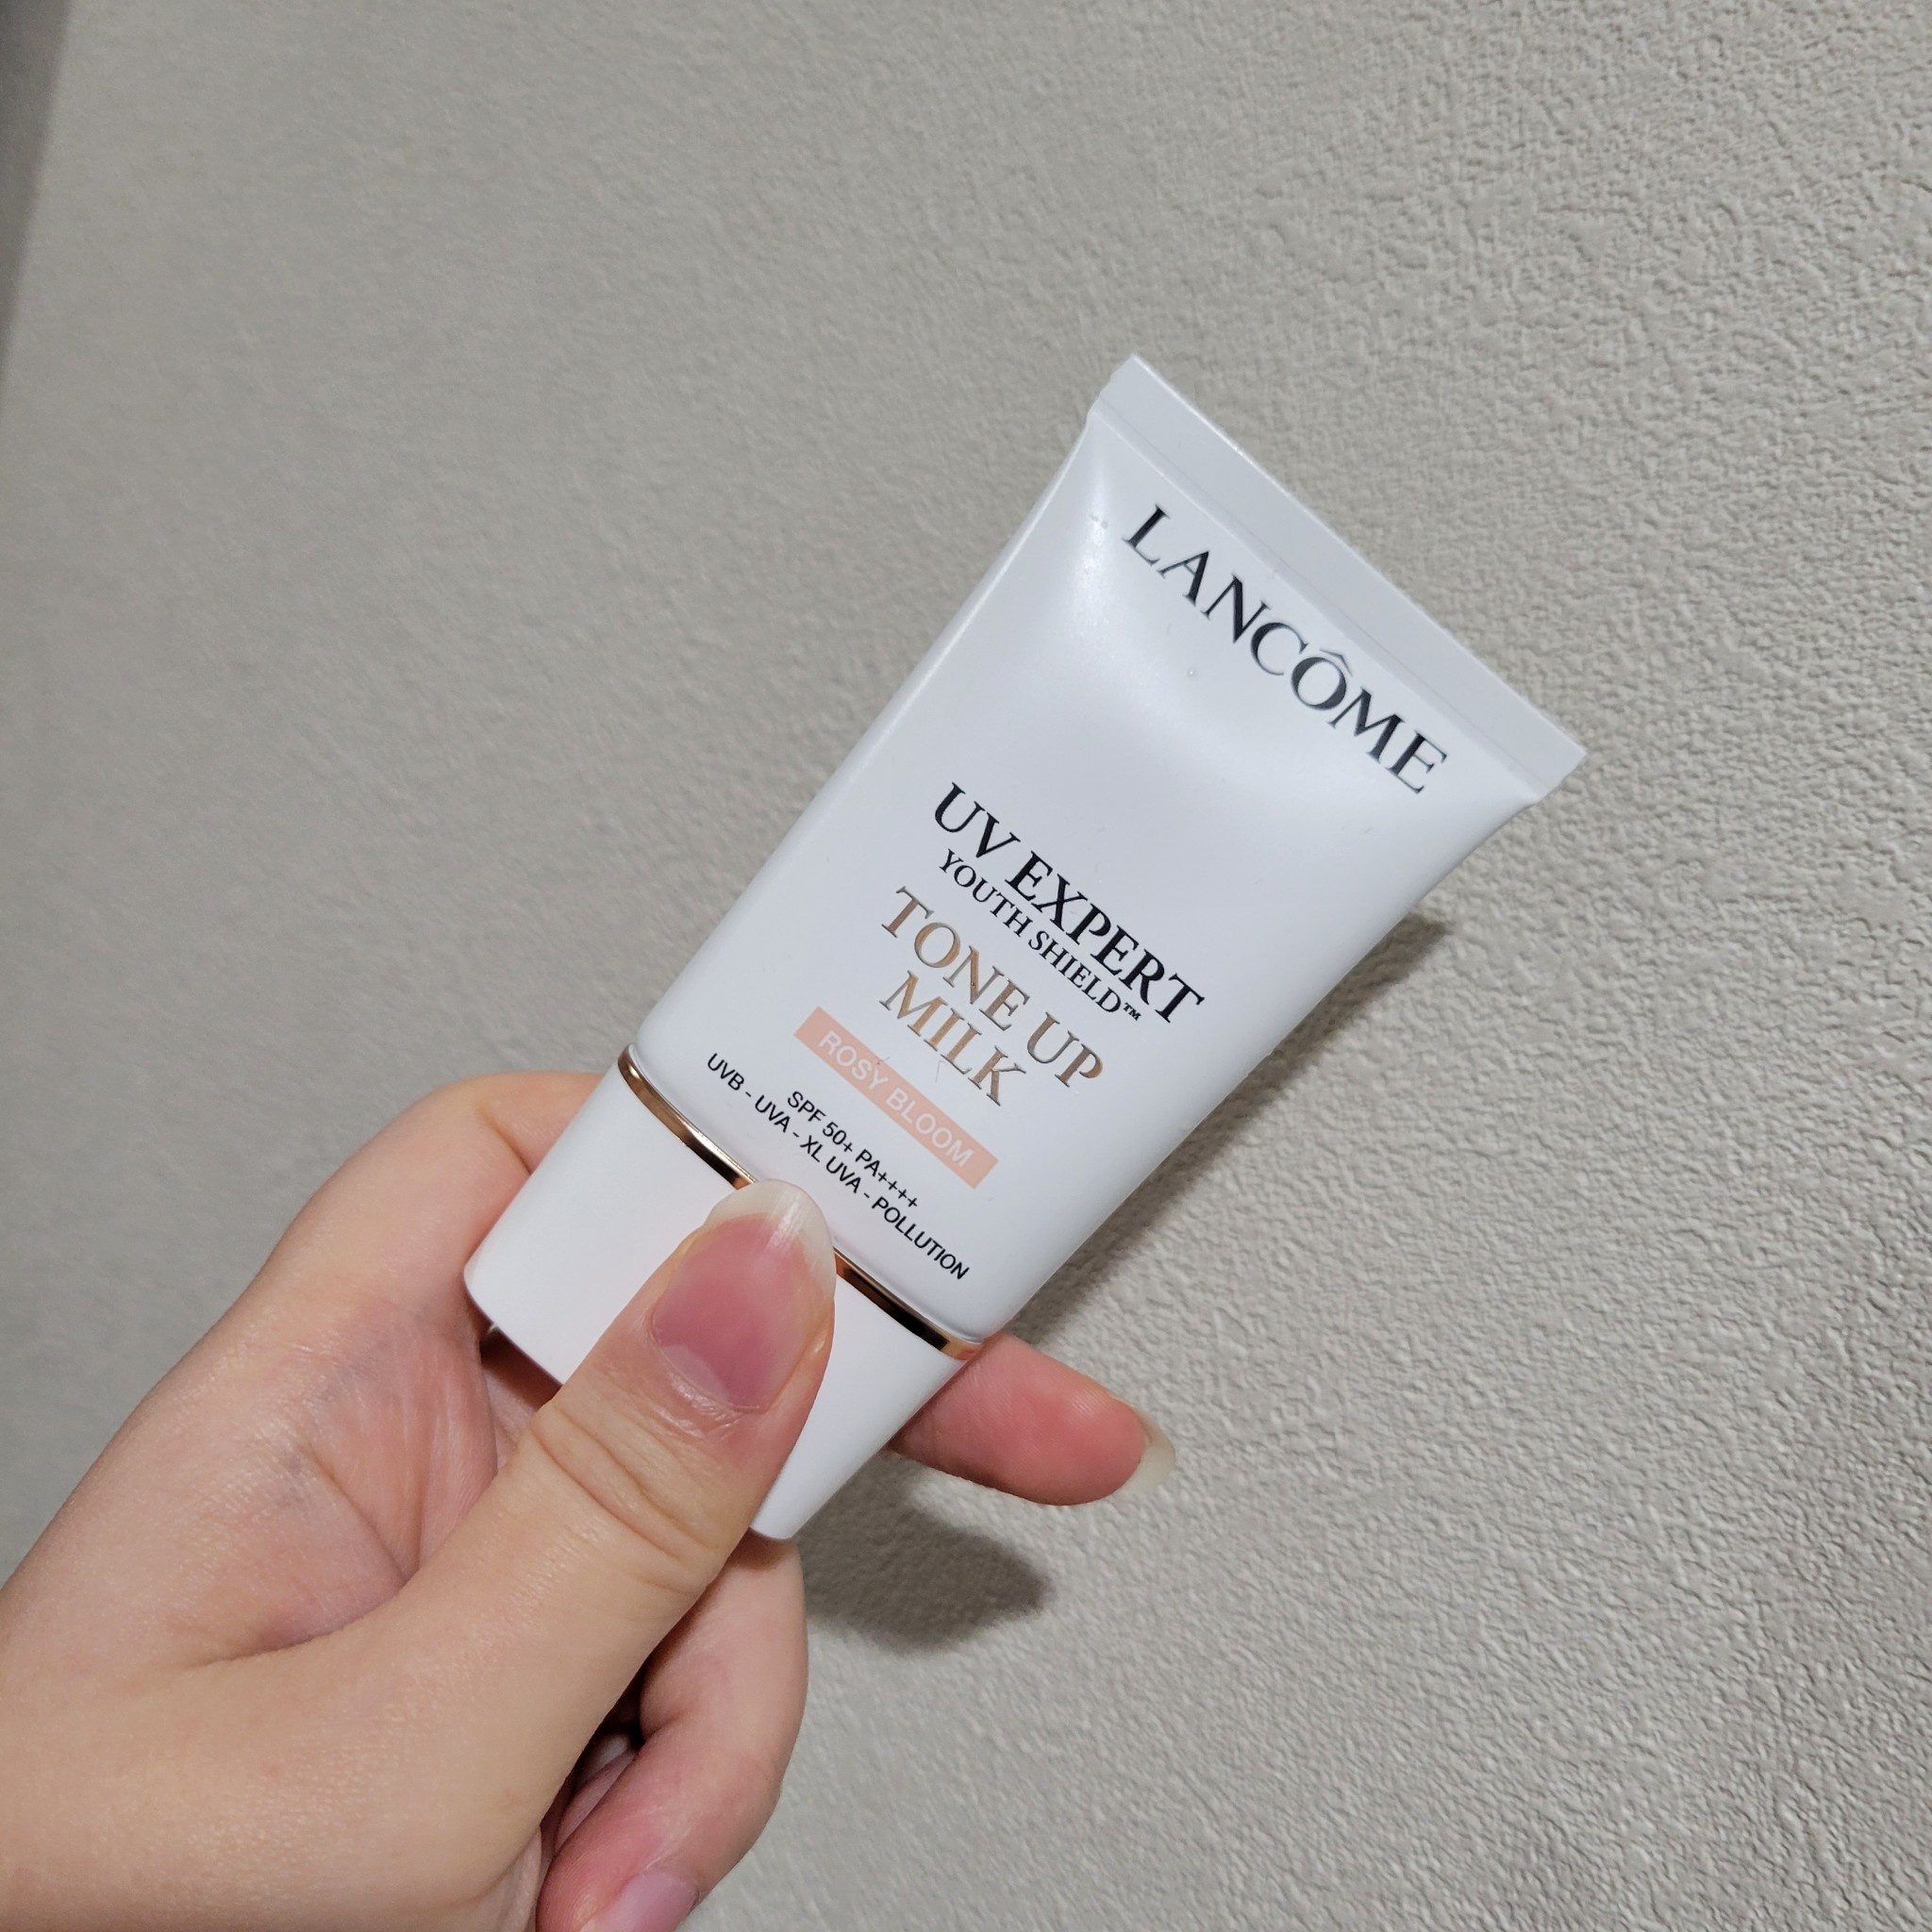 LANCÔME
UV EXPERT
YOUTH SHIELD™
TONE UP
MILK
ROSY BLOOM
SPF 50+ PA++++
UVB - UVA - XL UVA - POLLUTION